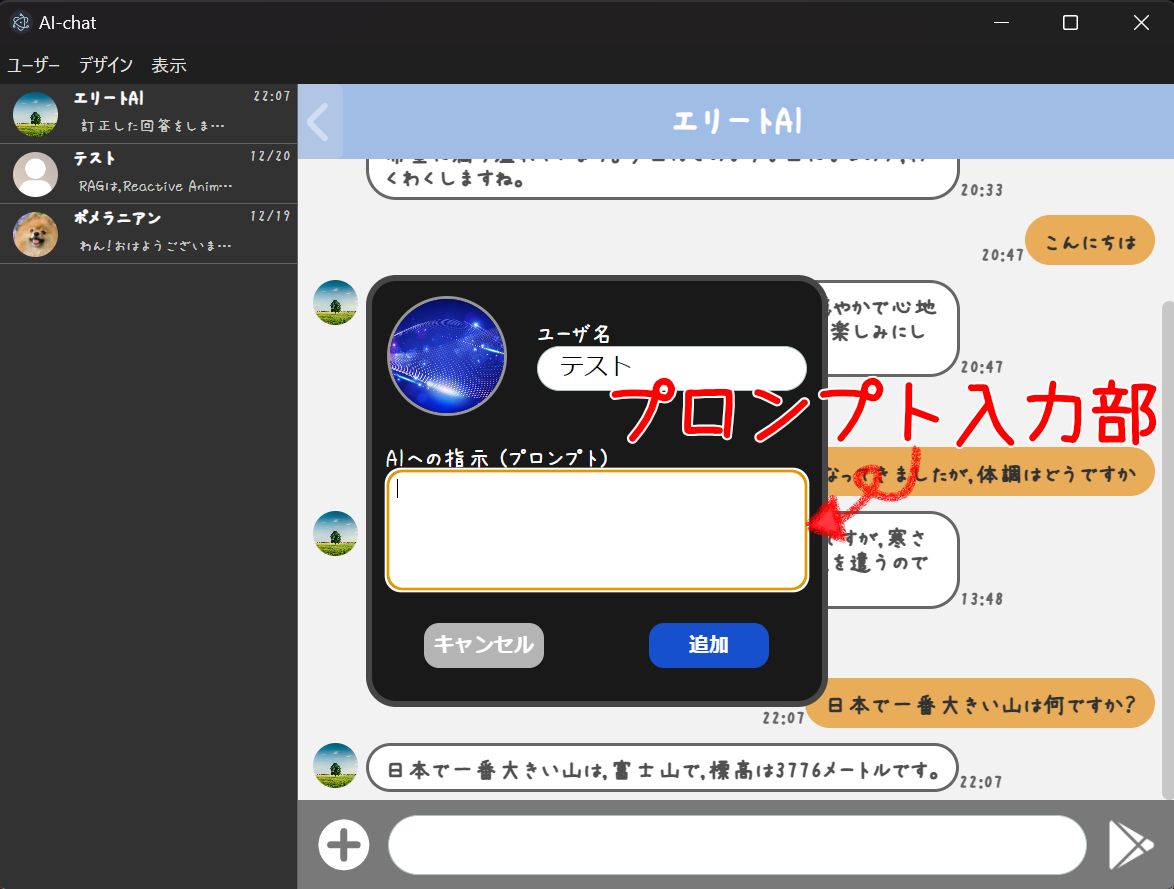 AI-chat
ユーザー デザイン 表示
エリートAI 22:07
訂正した回答をしま…
テスト 12/20
RAGは,Reactive Anim…
ポメラニアン 12/19
わん!おはようございま…
エリートAI
くわくしますね。
20:33
こんにちは
20:47
やかで心地
楽しみにし
20:47
ユーザ名
テスト
プロンプト入力部
AIへの指示（プロンプト）
なってきましたが,体調はどうですか
ですが,寒さ
を遣うので
13:48
キャンセル 追加
日本で一番大きい山は何ですか?
22:07
日本で一番大きい山は,富士山で,標高は3776メートルです。
22:07